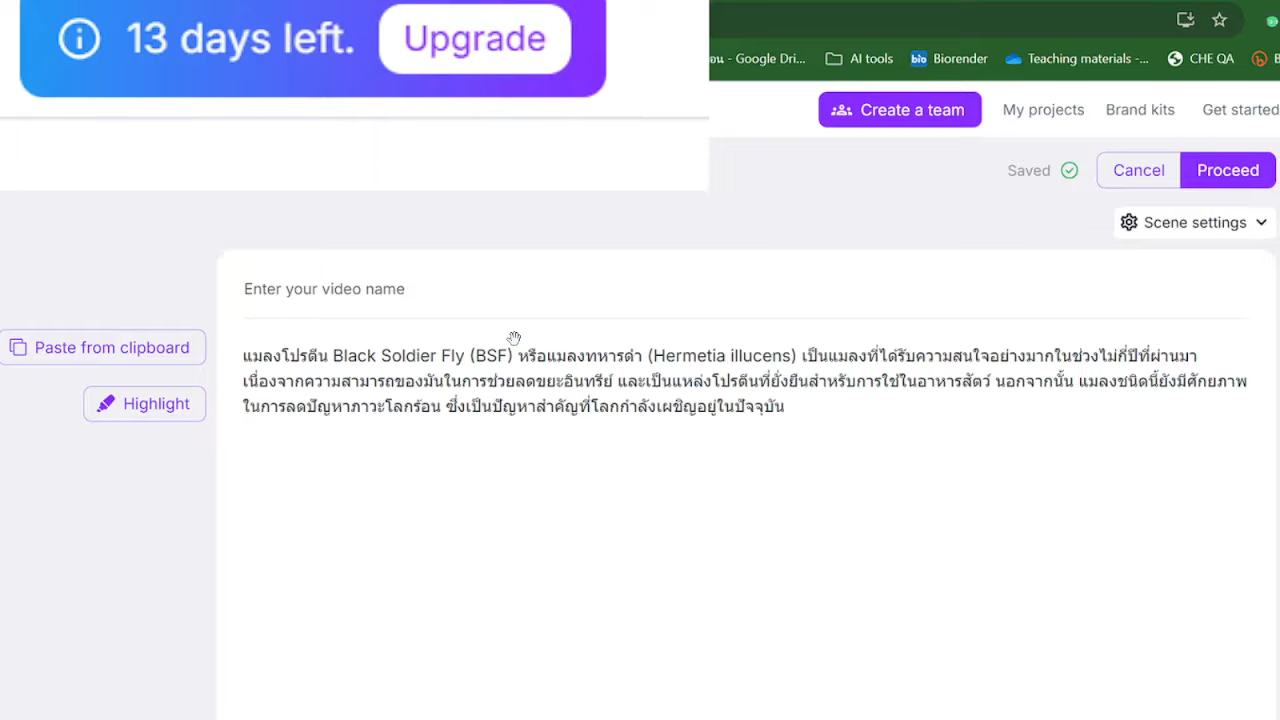 13 days left. Upgrade
อน - Google Dri... AI tools bio Biorender Teaching materials -... CHE QA
Create a team My projects Brand kits Get started
Saved Cancel Proceed
Scene settings
Enter your video name
Paste from clipboard
Highlight
แมลงโปรตีน Black Soldier Fly (BSF) หรือแมลงทหารดำ (Hermetia illucens) เป็นแมลงที่ได้รับความสนใจอย่างมากในช่วงไม่กี่ปีที่ผ่านมา
เนื่องจากความสามารถของมันในการช่วยลดขยะอินทรีย์ และเป็นแหล่งโปรตีนที่ยั่งยืนสำหรับการใช้ในอาหารสัตว์ นอกจากนั้น แมลงชนิดนี้ยังมีศักยภาพ
ในการลดปัญหาภาวะโลกร้อน ซึ่งเป็นปัญหาสำคัญที่โลกกำลังเผชิญอยู่ในปัจจุบัน